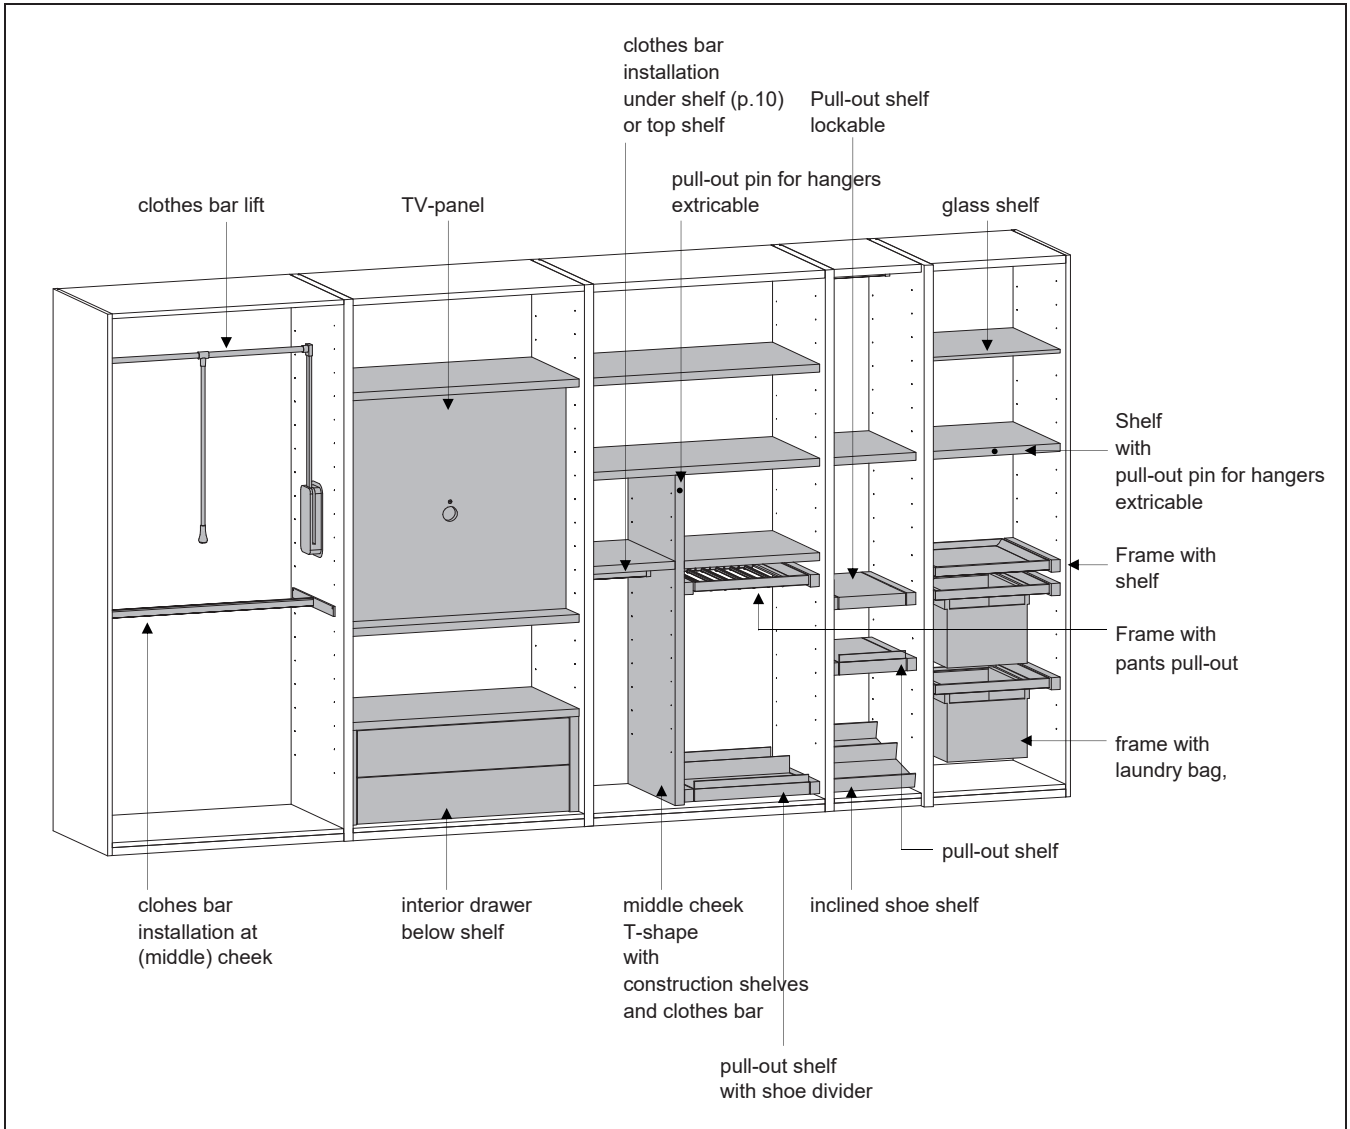 clothes bar
installation
under shelf (p.10)
or top shelf
Pull-out shelf
lockable
pull-out pin for hangers
extricable
clothes bar lift
TV-panel
glass shelf
Shelf
with
pull-out pin for hangers
extricable
Frame with
shelf
Frame with
pants pull-out
frame with
laundry bag,
pull-out shelf
clohes bar
installation at
(middle) cheek
interior drawer
below shelf
middle cheek
T-shape
with
construction shelves
and clothes bar
inclined shoe shelf
pull-out shelf
with shoe divider